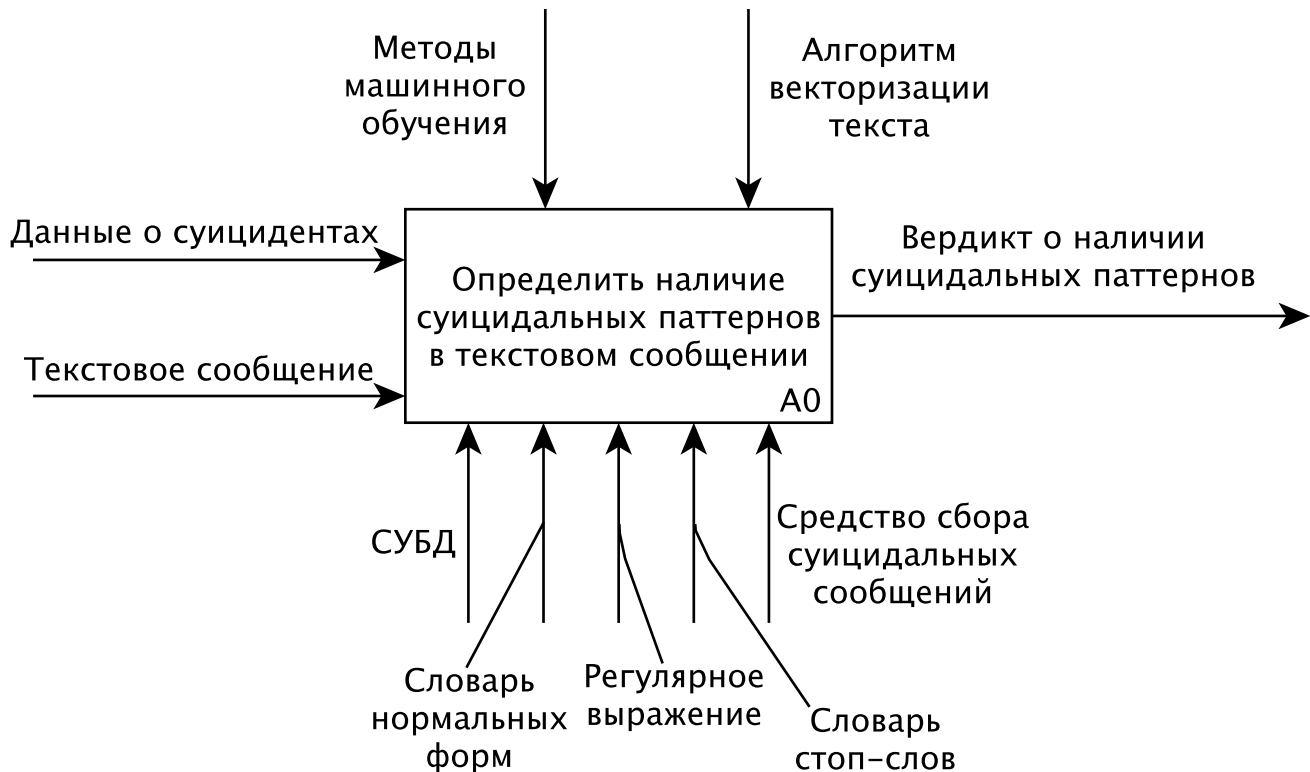 Методы
машинного
обучения
Алгоритм
векторизации
текста
Данные о суицидентах
Текстовое сообщение
Определить наличие
суицидальных паттернов
в текстовом сообщении
A0
Вердикт о наличии
суицидальных паттернов
СУБД
Словарь
нормальных
форм
Регулярное
выражение
Словарь
стоп-слов
Средство сбора
суицидальных
сообщений